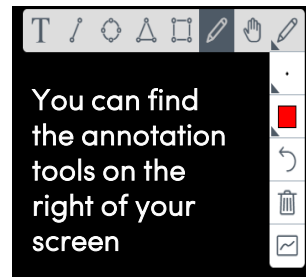 T
You can find
the annotation
tools on the
right of your
screen